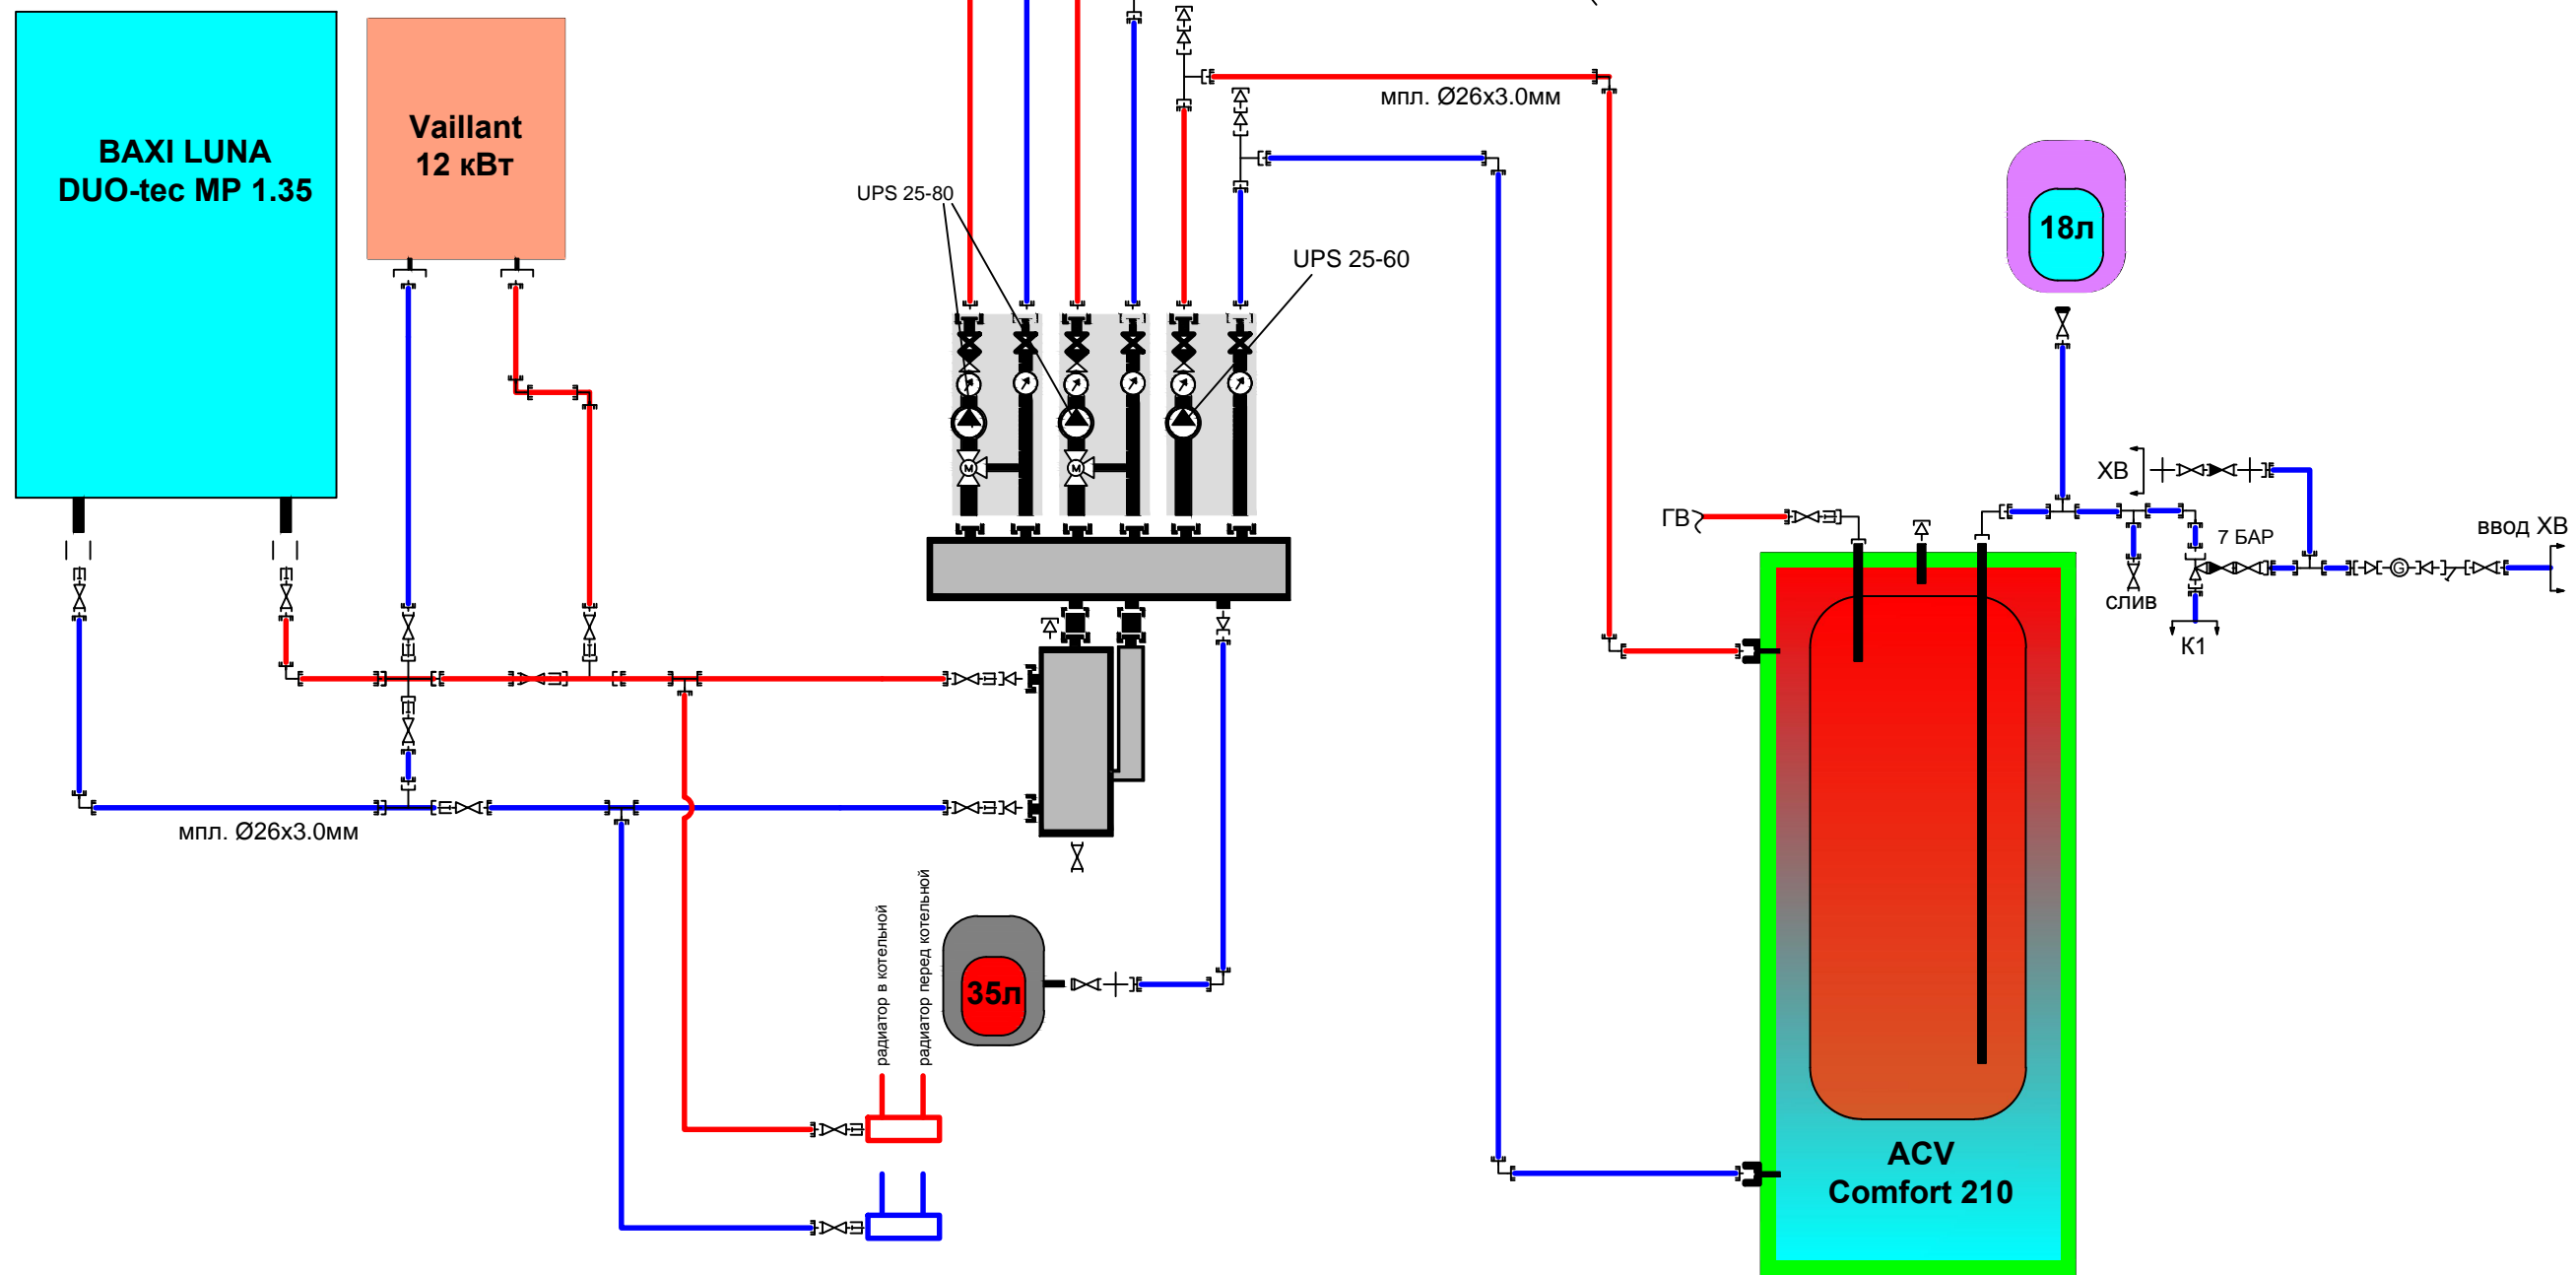 BAXI LUNA
DUO-tec MP 1.35
Vaillant
12 кВт
мпл. Ø26х3.0мм
UPS 25-80
UPS 25-60
18л
ХВ
ГВ
7 БАР
ввод ХВ
G
слив
К1
M
M
мпл. Ø26х3.0мм
радиатор в котельной
радиатор перед котельной
35л
ACV
Comfort 210